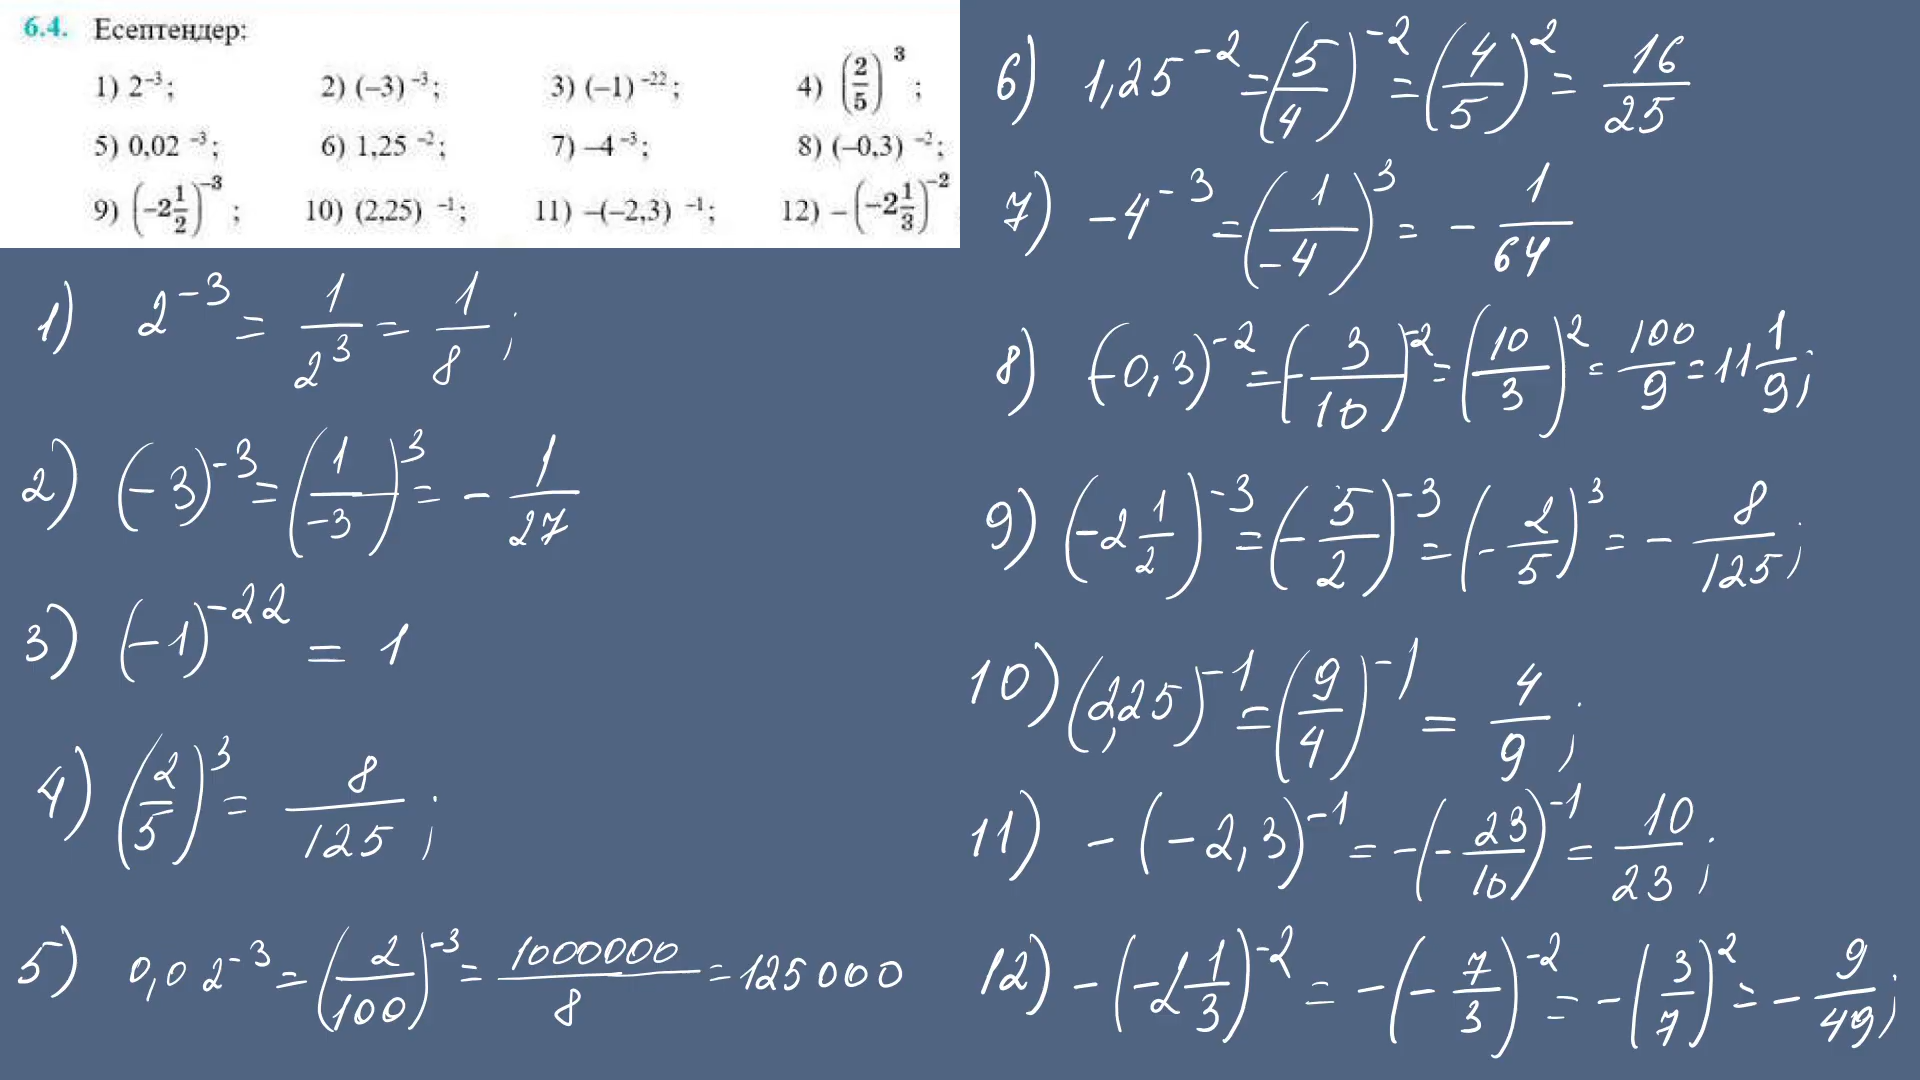 6.4. Есептеңдер:
1) 2⁻³; 2) (–3)⁻³; 3) (–1)⁻²²; 4) (2/5)³;
5) 0,02⁻³; 6) 1,25⁻²; 7) –4⁻³; 8) (–0,3)⁻²;
9) (–2 1/2)⁻³; 10) (2,25)⁻¹; 11) –(–2,3)⁻¹; 12) –(–2 1/3)⁻²
1) 2⁻³ = 1/2³ = 1/8;
2) (–3)⁻³ = (1/–3)³ = – 1/27
3) (–1)⁻²² = 1
4) (2/5)³ = 8/125;
5) 0,02⁻³ = (2/100)⁻³ = 1000000/8 = 125000
6) 1,25⁻² = (5/4)⁻² = (4/5)² = 16/25
7) –4⁻³ = (1/–4)³ = – 1/64
8) (–0,3)⁻² = (–3/10)⁻² = (10/3)² = 100/9 = 11 1/9;
9) (–2 1/2)⁻³ = (–5/2)⁻³ = (–2/5)³ = – 8/125;
10) (2,25)⁻¹ = (9/4)⁻¹ = 4/9;
11) –(–2,3)⁻¹ = –(–23/10)⁻¹ = 10/23;
12) –(–2 1/3)⁻² = –(–7/3)⁻² = –(3/7)² = – 9/49;